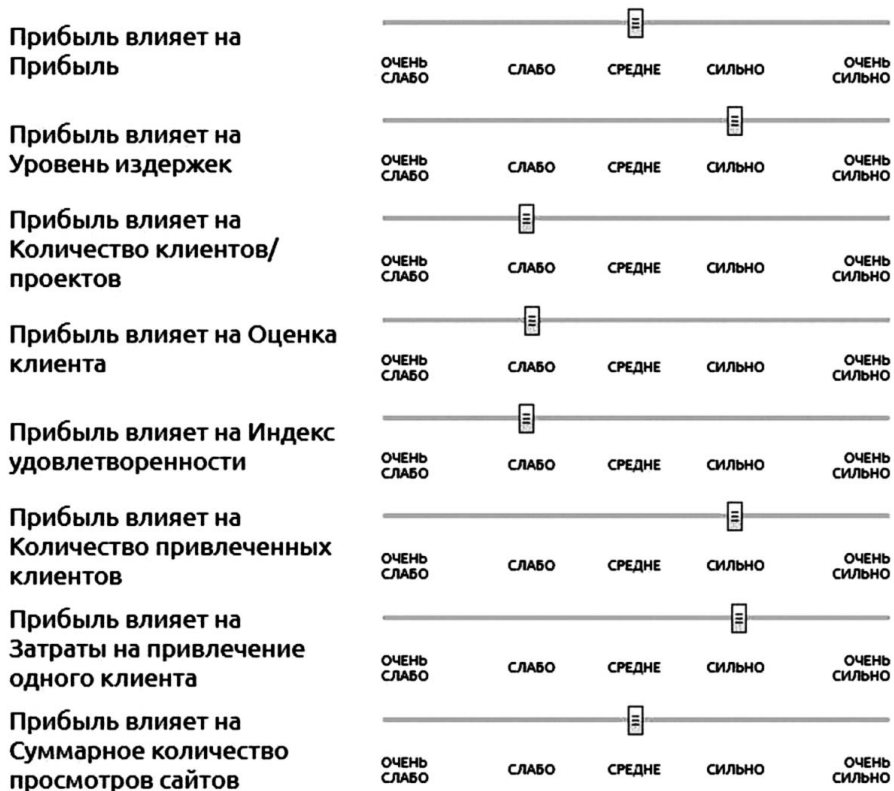 Прибыль влияет на
Прибыль
ОЧЕНЬ СЛАБО СРЕДНЕ СИЛЬНО ОЧЕНЬ
СЛАБО СИЛЬНО
Прибыль влияет на
Уровень издержек
ОЧЕНЬ СЛАБО СРЕДНЕ СИЛЬНО ОЧЕНЬ
СЛАБО СИЛЬНО
Прибыль влияет на
Количество клиентов/
проектов
ОЧЕНЬ СЛАБО СРЕДНЕ СИЛЬНО ОЧЕНЬ
СЛАБО СИЛЬНО
Прибыль влияет на Оценка
клиента
ОЧЕНЬ СЛАБО СРЕДНЕ СИЛЬНО ОЧЕНЬ
СЛАБО СИЛЬНО
Прибыль влияет на Индекс
удовлетворенности
ОЧЕНЬ СЛАБО СРЕДНЕ СИЛЬНО ОЧЕНЬ
СЛАБО СИЛЬНО
Прибыль влияет на
Количество привлеченных
клиентов
ОЧЕНЬ СЛАБО СРЕДНЕ СИЛЬНО ОЧЕНЬ
СЛАБО СИЛЬНО
Прибыль влияет на
Затраты на привлечение
одного клиента
ОЧЕНЬ СЛАБО СРЕДНЕ СИЛЬНО ОЧЕНЬ
СЛАБО СИЛЬНО
Прибыль влияет на
Суммарное количество
просмотров сайтов
ОЧЕНЬ СЛАБО СРЕДНЕ СИЛЬНО ОЧЕНЬ
СЛАБО СИЛЬНО